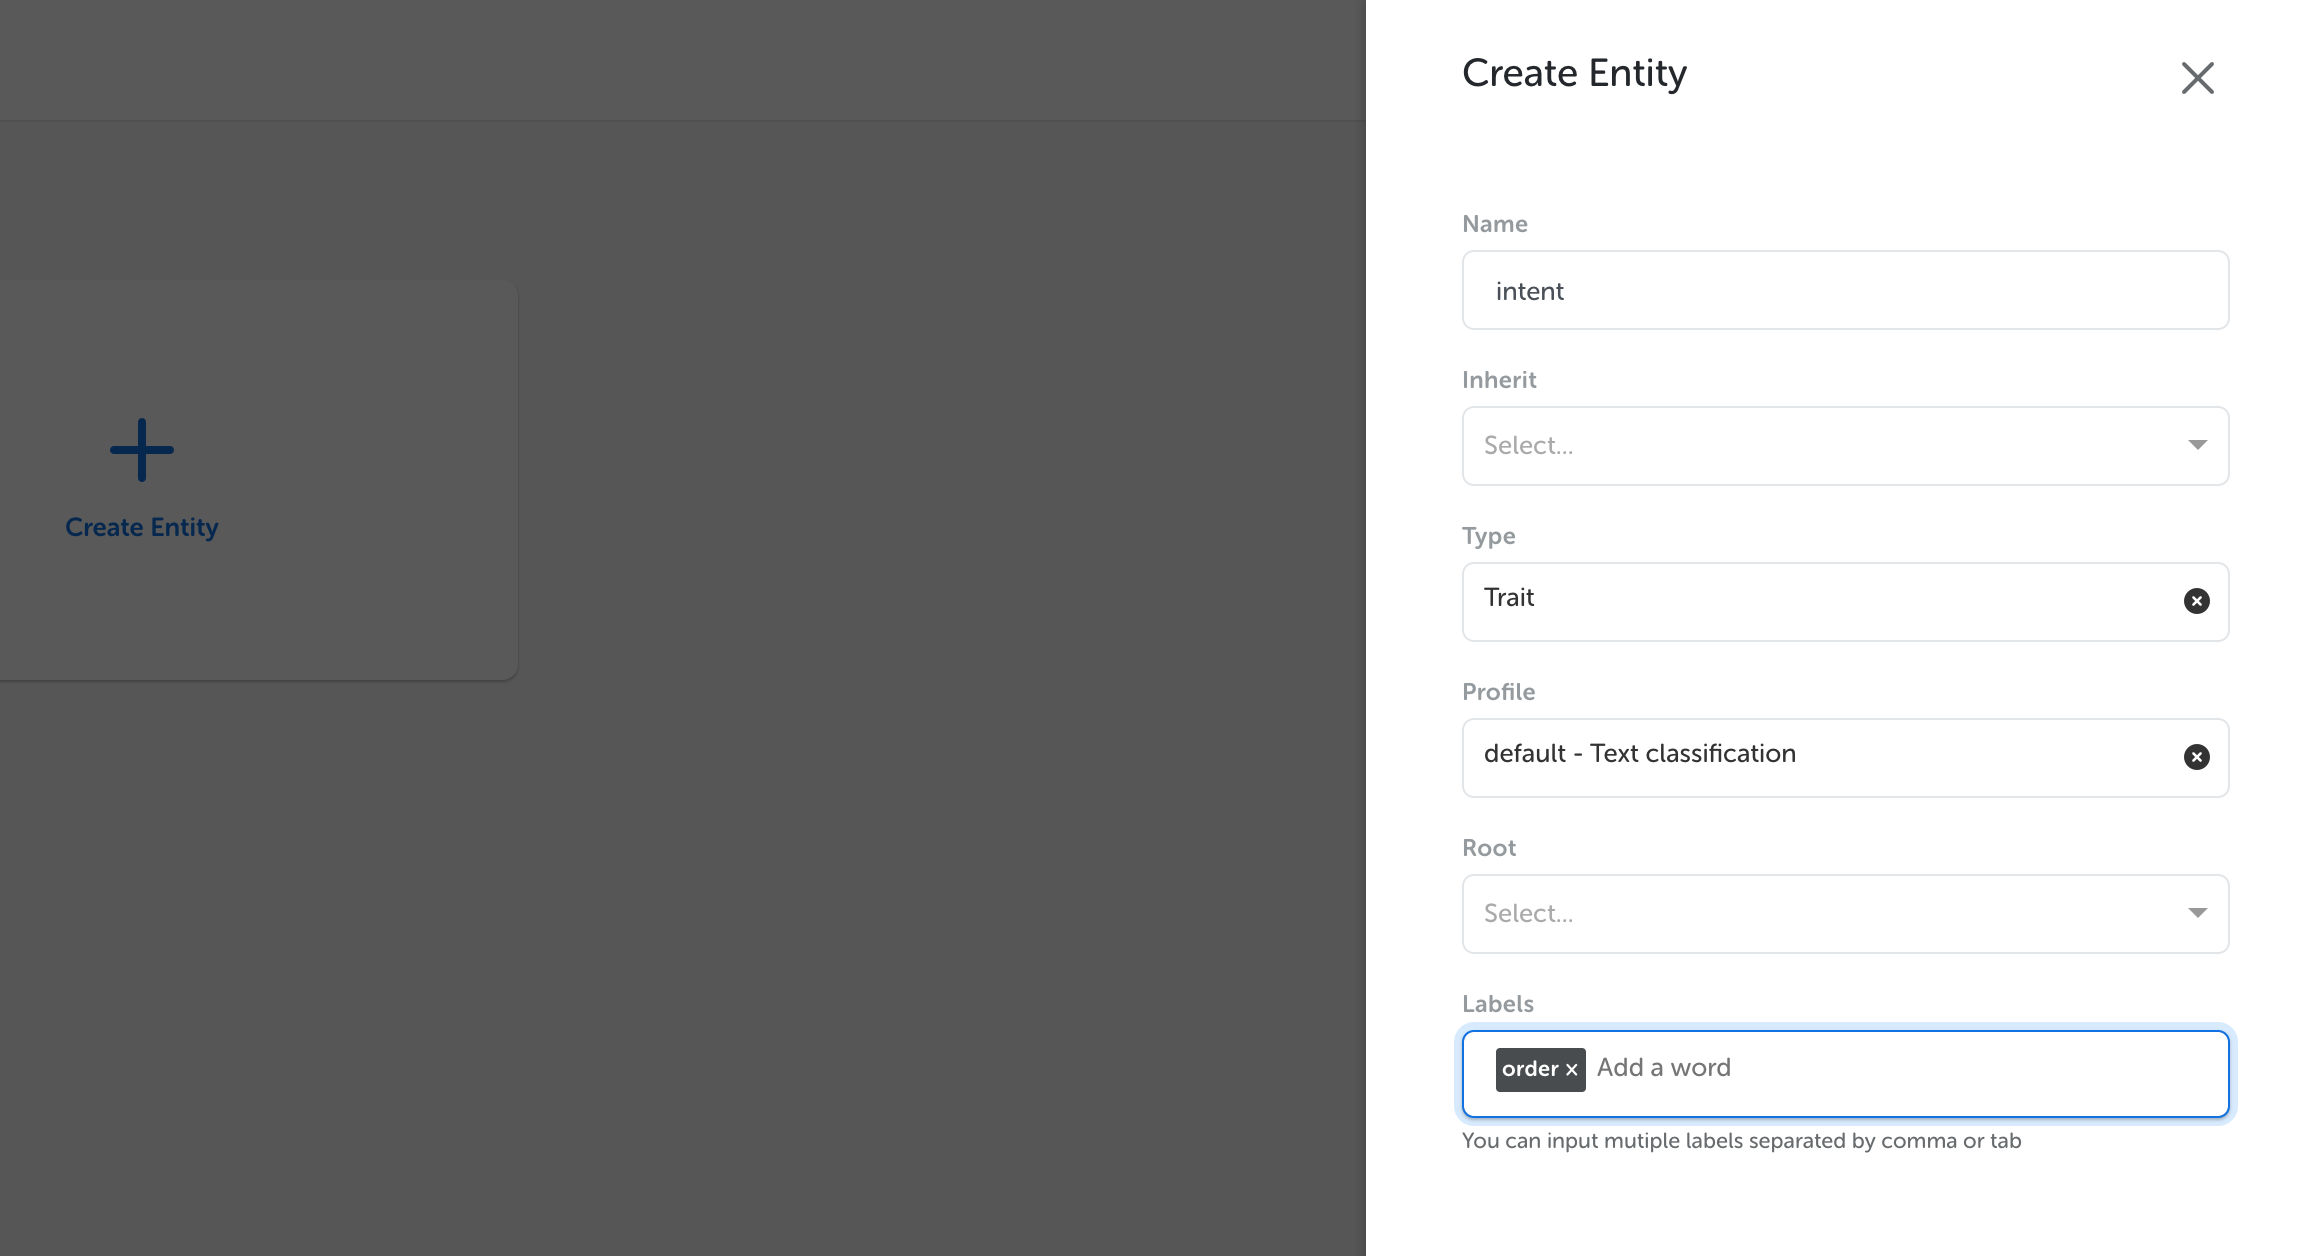 Create Entity
Create Entity
Name
intent
Inherit
Select...
Type
Trait
Profile
default - Text classification
Root
Select...
Labels
order × Add a word
You can input mutiple labels separated by comma or tab